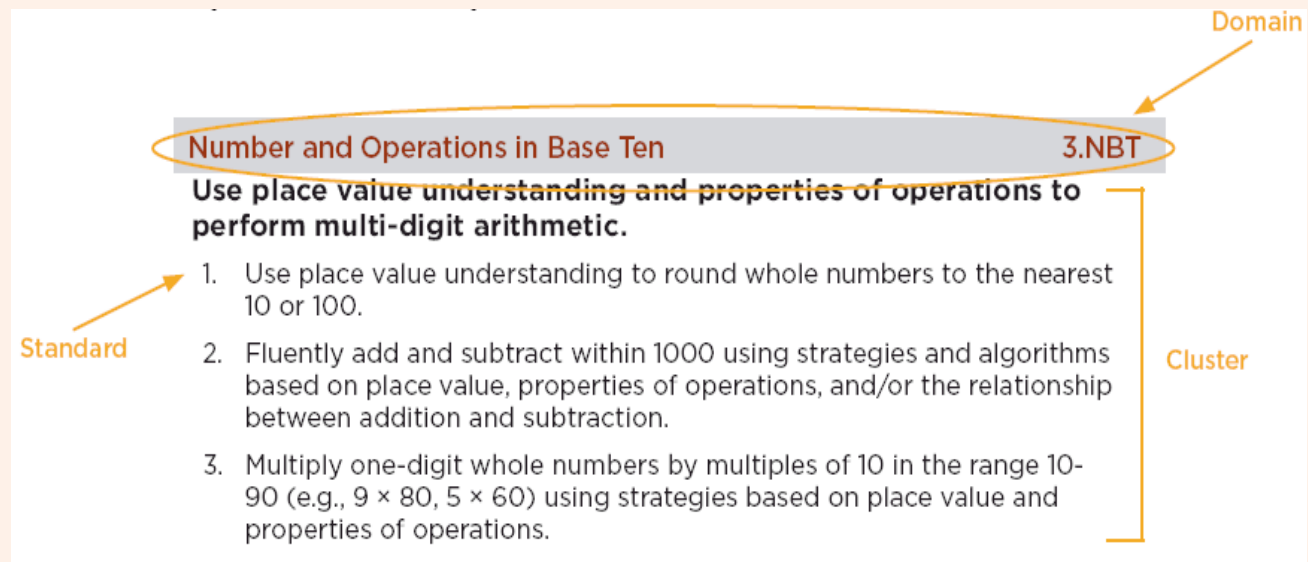 Domain
Number and Operations in Base Ten 3.NBT
Use place value understanding and properties of operations to
perform multi-digit arithmetic.
1. Use place value understanding to round whole numbers to the nearest
10 or 100.
Standard
2. Fluently add and subtract within 1000 using strategies and algorithms
based on place value, properties of operations, and/or the relationship
between addition and subtraction.
Cluster
3. Multiply one-digit whole numbers by multiples of 10 in the range 10-
90 (e.g., 9 × 80, 5 × 60) using strategies based on place value and
properties of operations.